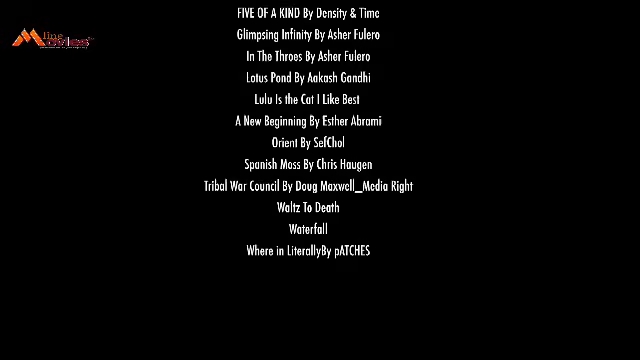 FIVE OF A KIND By Density & Time
Glimpsing Infinity By Asher Fulero
In The Throes By Asher Fulero
Lotus Pond By Aakash Gandhi
Lulu Is the Cat I Like Best
A New Beginning By Esther Abrami
Orient By SefChol
Spanish Moss By Chris Haugen
Tribal War Council By Doug Maxwell_Media Right
Waltz To Death
Waterfall
Where in LiterallyBy pATCHES